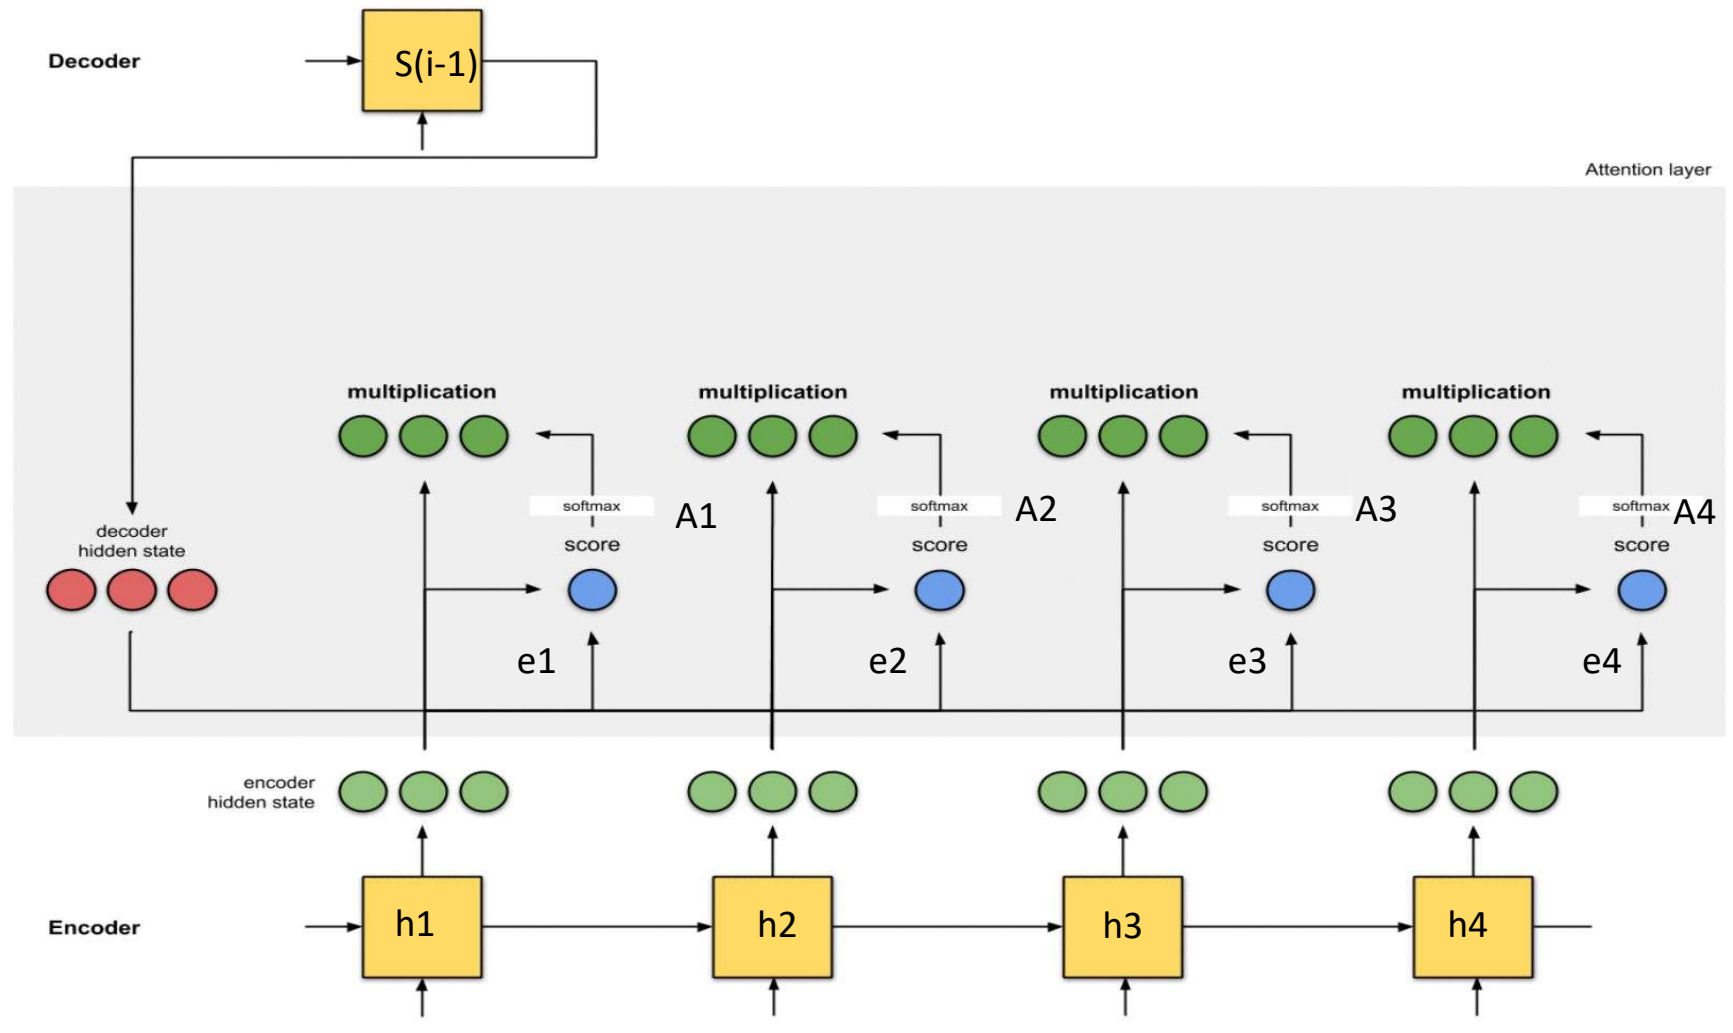 Decoder
S(i-1)
Attention layer
multiplication
multiplication
multiplication
multiplication
softmax
A1
softmax
A2
softmax
A3
softmax
A4
decoder
hidden state
score
score
score
score
e1
e2
e3
e4
encoder
hidden state
Encoder
h1
h2
h3
h4